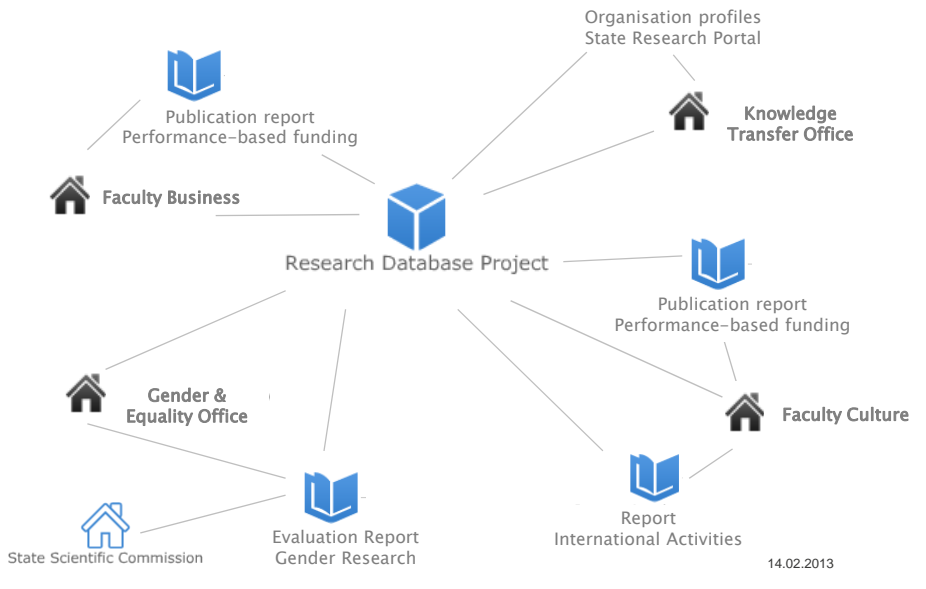 Organisation profiles
State Research Portal
Publication report
Performance-based funding
Knowledge
Transfer Office
Faculty Business
Research Database Project
Publication report
Performance-based funding
Gender &
Equality Office
Faculty Culture
Report
International Activities
Evaluation Report
Gender Research
State Scientific Commission
14.02.2013